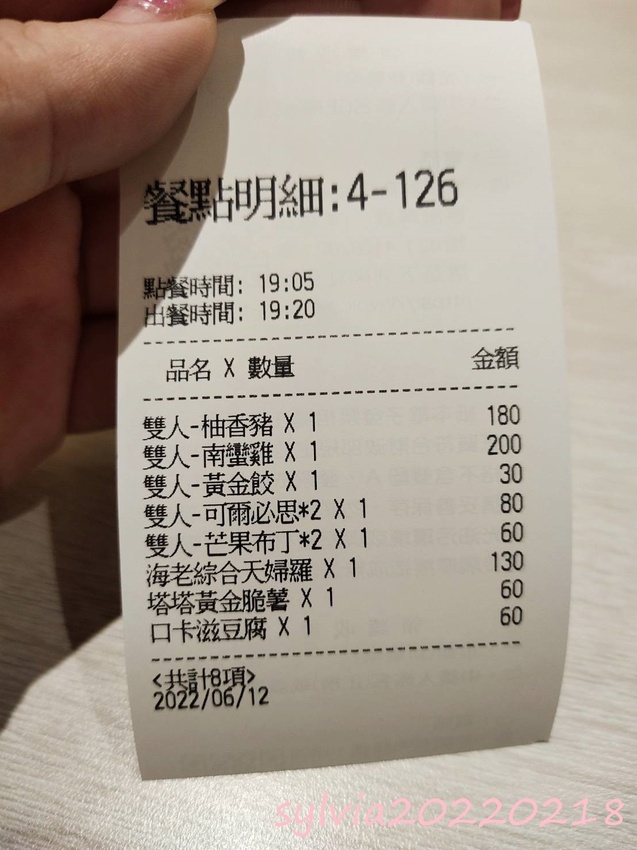 餐點明細:4-126
點餐時間: 19:05
出餐時間: 19:20
品名 X 數量 金額
雙人-柚香豬 X 1 180
雙人-南蠻雞 X 1 200
雙人-黃金餃 X 1 30
雙人-可爾必思*2 X 1 80
雙人-芒果布丁*2 X 1 60
海老綜合天婦羅 X 1 130
塔塔黃金脆薯 X 1 60
口卡滋豆腐 X 1 60
<共計8項>
2022/06/12
sylvia20220218